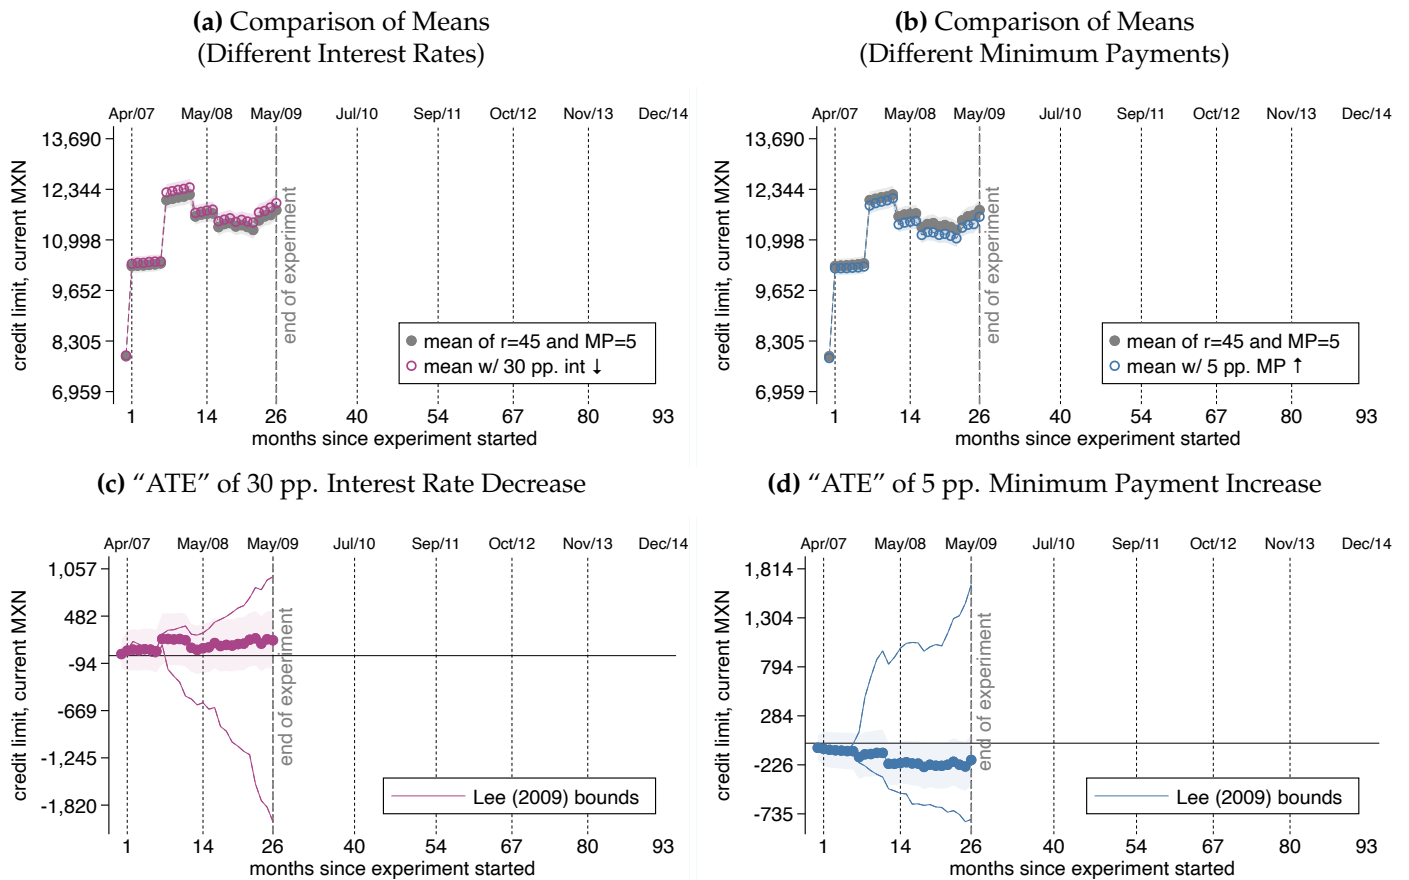 (a) Comparison of Means
(Different Interest Rates)
Apr/07 May/08 May/09 Jul/10 Sep/11 Oct/12 Nov/13 Dec/14
credit limit, current MXN
13,690
12,344
10,998
9,652
8,305
6,959
end of experiment
mean of r=45 and MP=5
mean w/ 30 pp. int ↓
1 14 26 40 54 67 80 93
months since experiment started
(b) Comparison of Means
(Different Minimum Payments)
Apr/07 May/08 May/09 Jul/10 Sep/11 Oct/12 Nov/13 Dec/14
credit limit, current MXN
13,690
12,344
10,998
9,652
8,305
6,959
end of experiment
mean of r=45 and MP=5
mean w/ 5 pp. MP ↑
1 14 26 40 54 67 80 93
months since experiment started
(c) “ATE” of 30 pp. Interest Rate Decrease
Apr/07 May/08 May/09 Jul/10 Sep/11 Oct/12 Nov/13 Dec/14
credit limit, current MXN
1,057
482
-94
-669
-1,245
-1,820
end of experiment
Lee (2009) bounds
1 14 26 40 54 67 80 93
months since experiment started
(d) “ATE” of 5 pp. Minimum Payment Increase
Apr/07 May/08 May/09 Jul/10 Sep/11 Oct/12 Nov/13 Dec/14
credit limit, current MXN
1,814
1,304
794
284
-226
-735
end of experiment
Lee (2009) bounds
1 14 26 40 54 67 80 93
months since experiment started